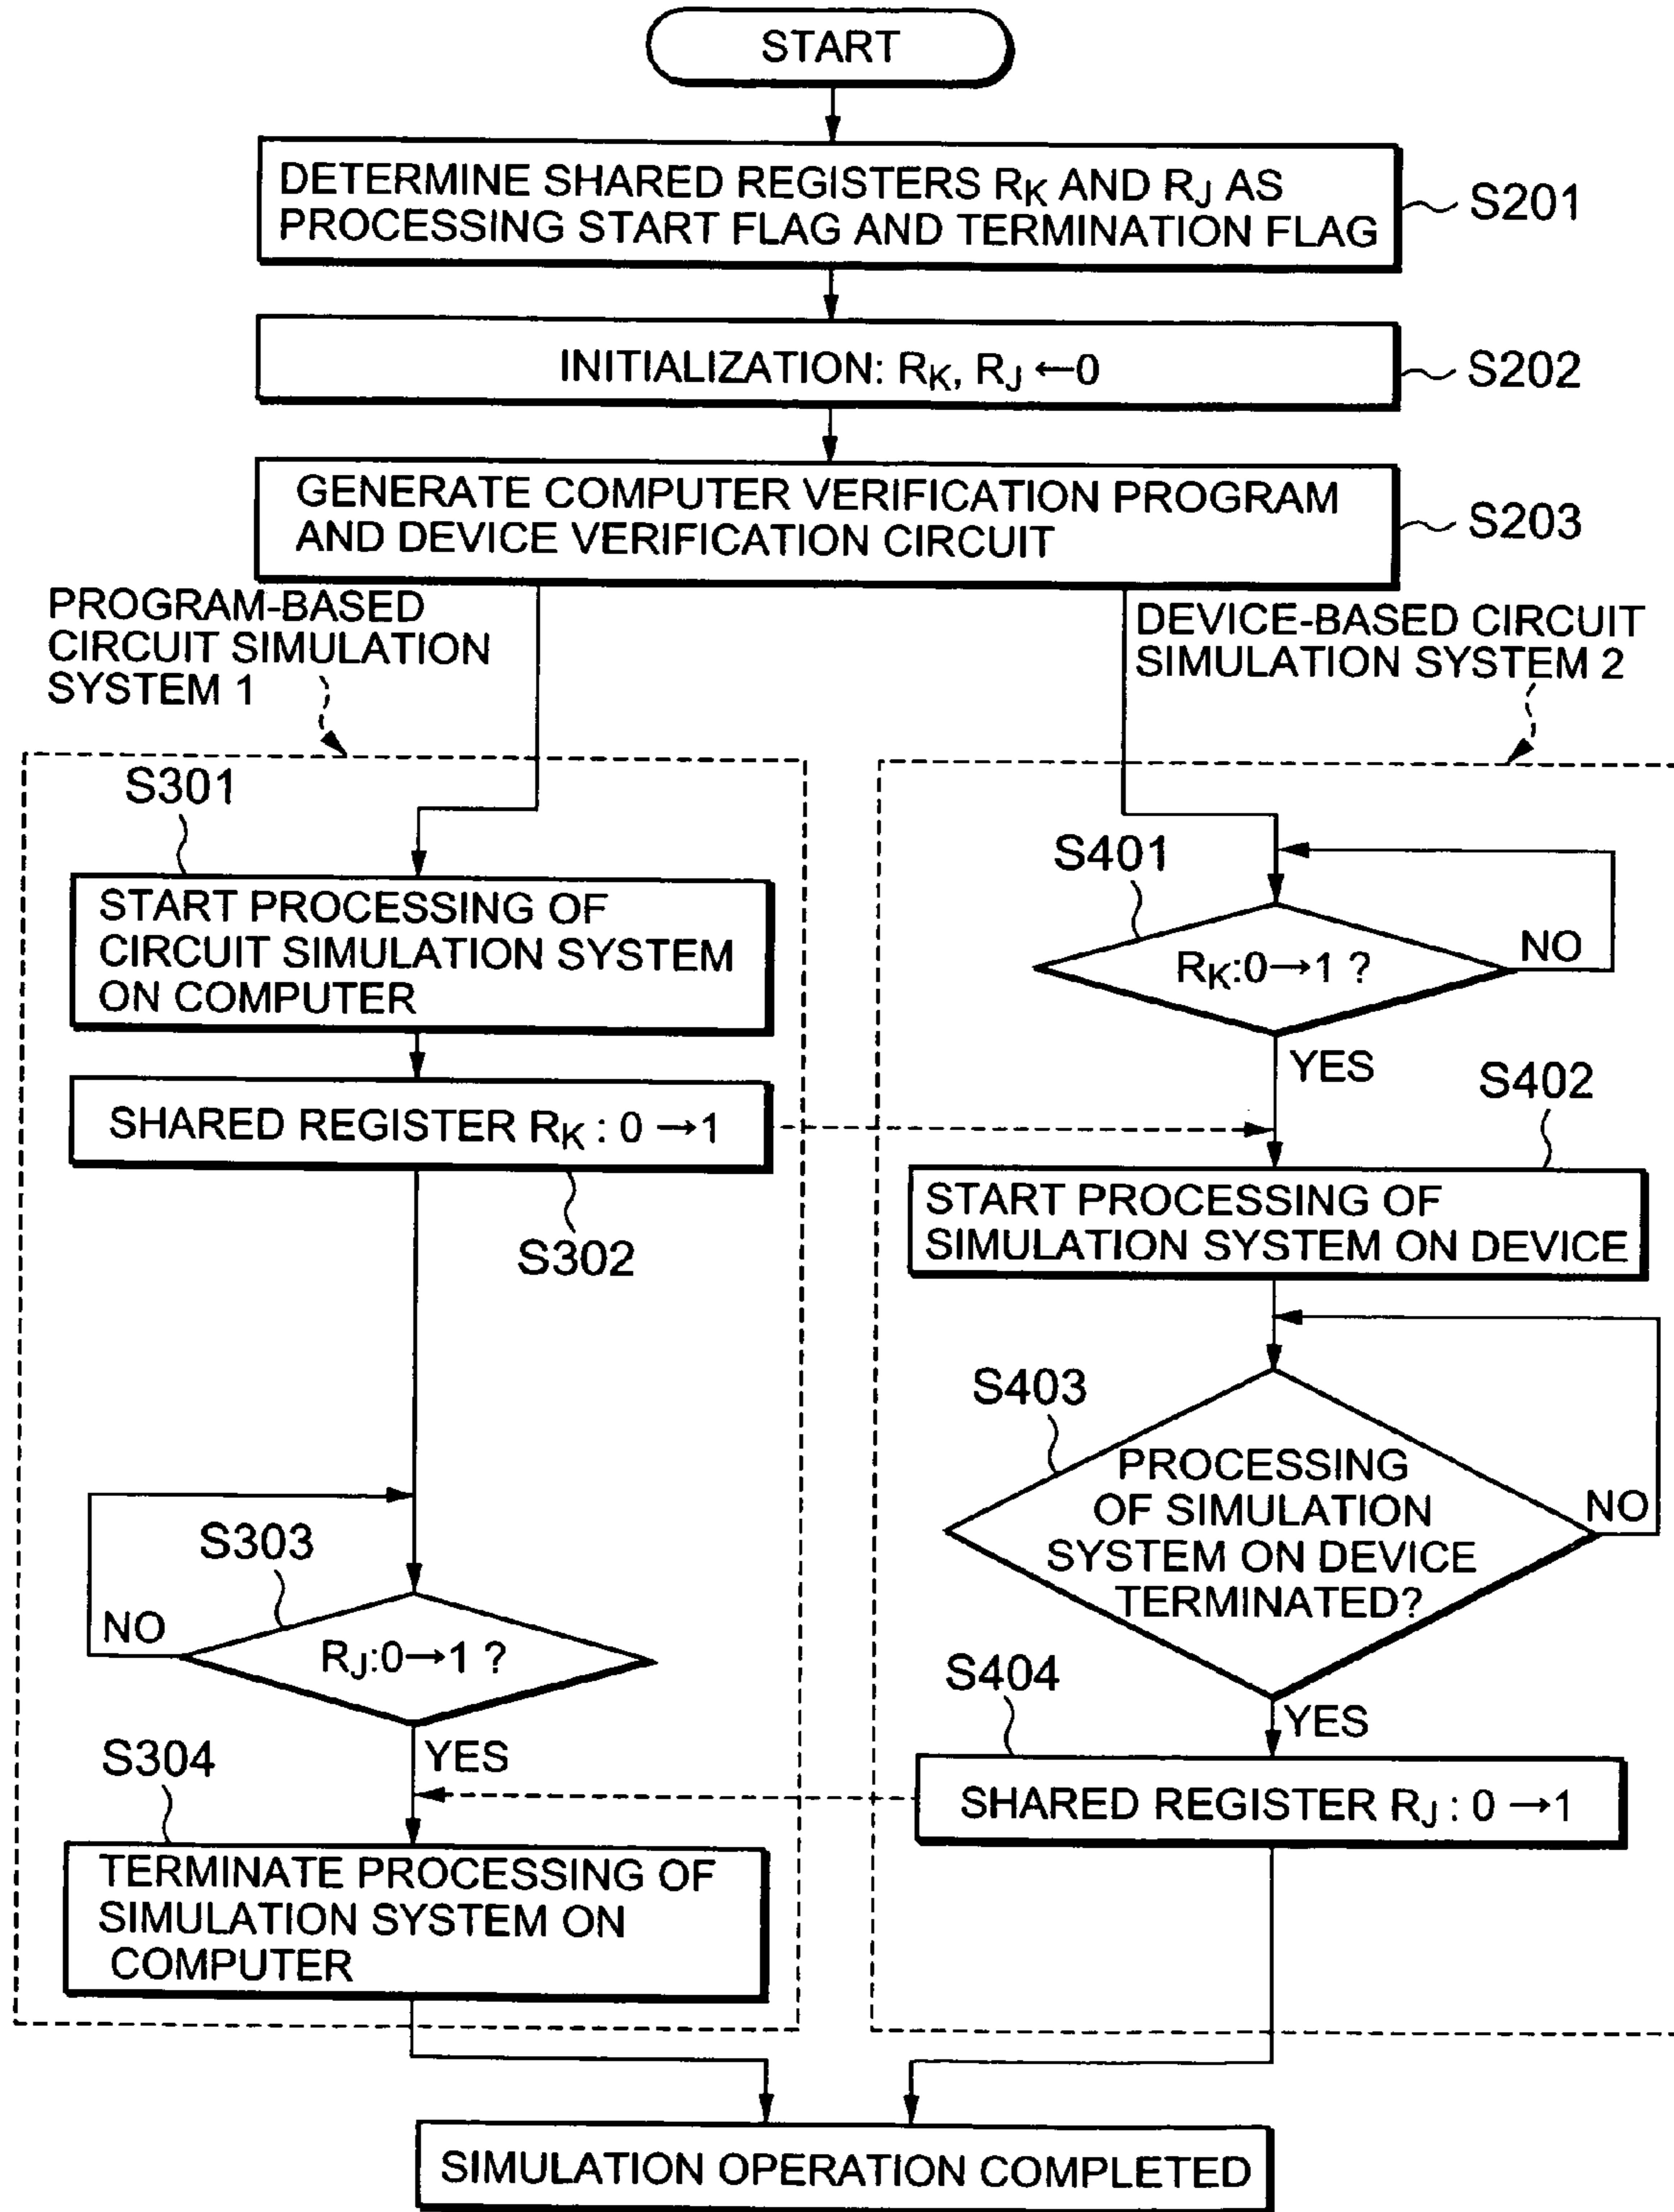 START
DETERMINE SHARED REGISTERS RK AND RJ AS
PROCESSING START FLAG AND TERMINATION FLAG
S201
INITIALIZATION: RK, RJ ←0
S202
GENERATE COMPUTER VERIFICATION PROGRAM
AND DEVICE VERIFICATION CIRCUIT
S203
PROGRAM-BASED
CIRCUIT SIMULATION
SYSTEM 1
DEVICE-BASED CIRCUIT
SIMULATION SYSTEM 2
S301
START PROCESSING OF
CIRCUIT SIMULATION SYSTEM
ON COMPUTER
SHARED REGISTER RK : 0 →1
S302
S303
NO
RJ:0→1 ?
YES
S304
TERMINATE PROCESSING OF
SIMULATION SYSTEM ON
COMPUTER
S401
RK:0→1 ?
NO
YES
S402
START PROCESSING OF
SIMULATION SYSTEM ON DEVICE
S403
PROCESSING
OF SIMULATION
SYSTEM ON DEVICE
TERMINATED?
NO
YES
S404
SHARED REGISTER RJ : 0 →1
SIMULATION OPERATION COMPLETED